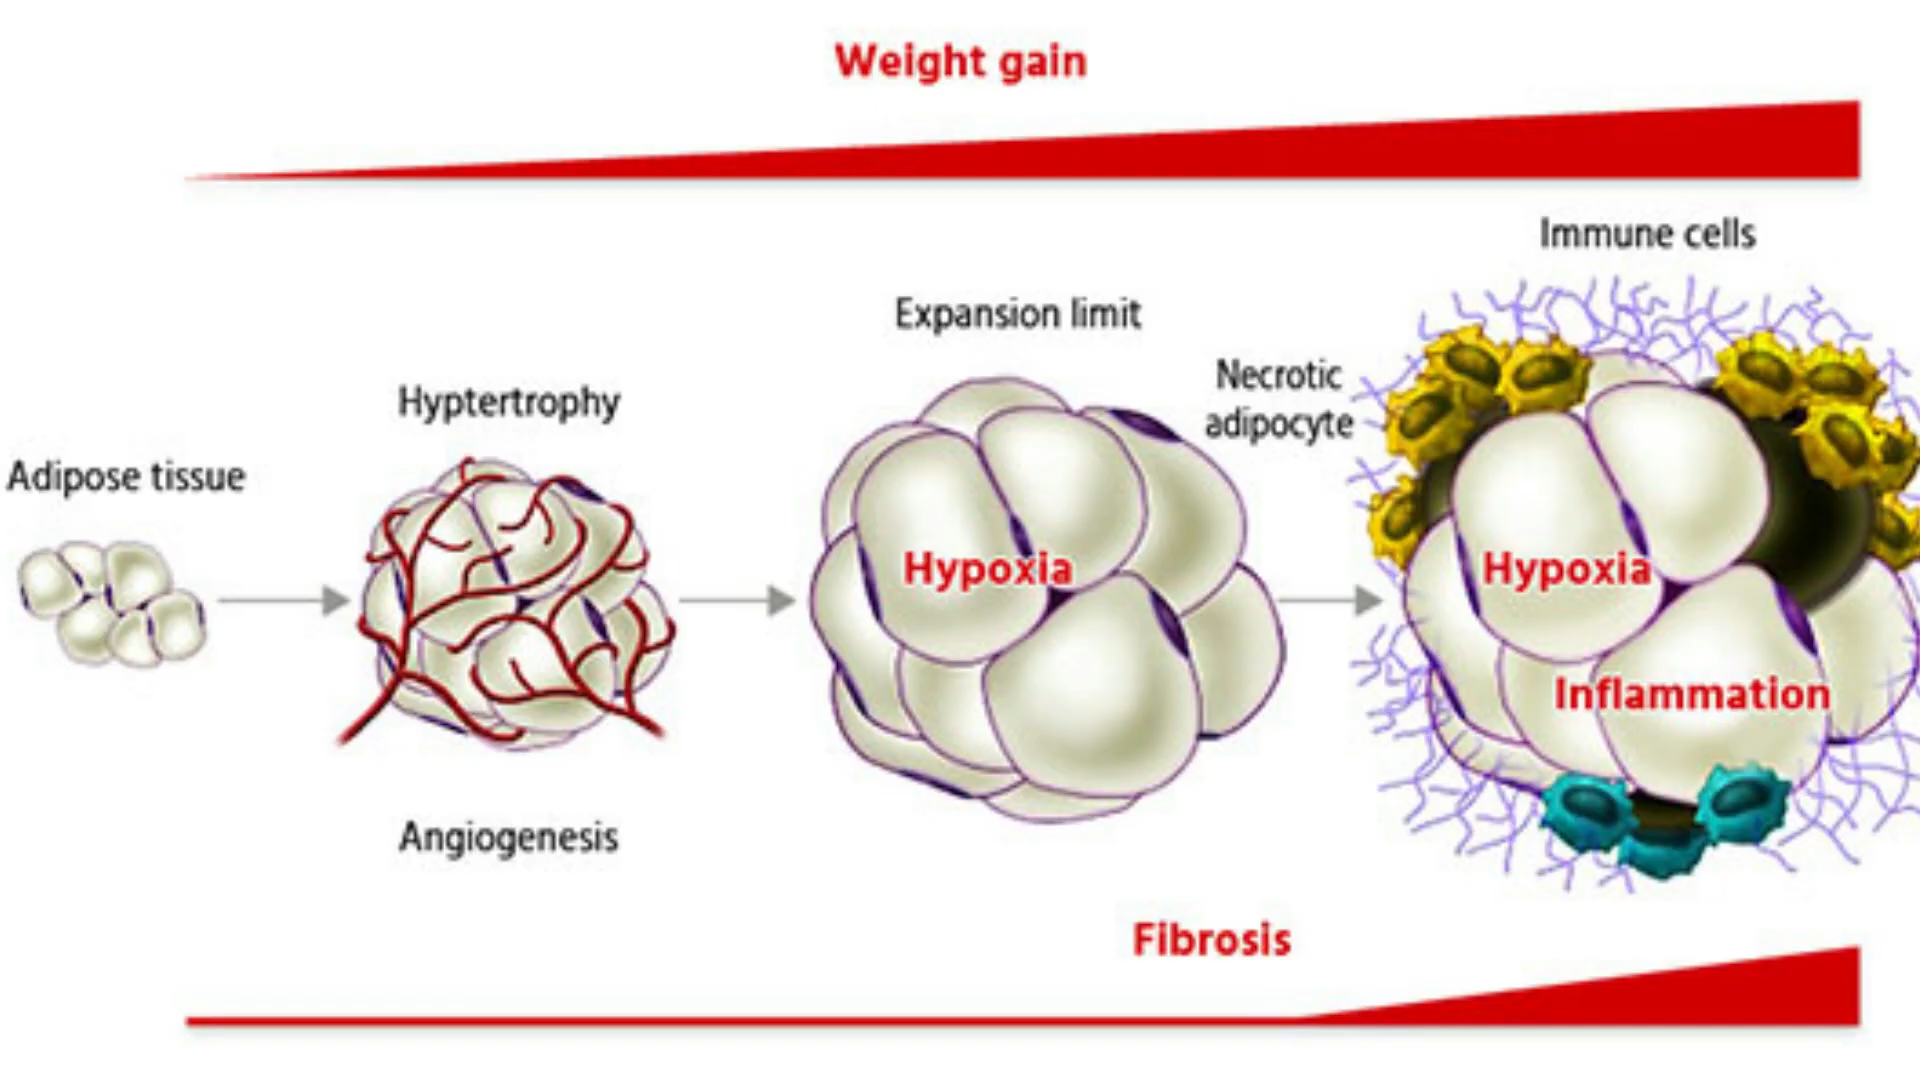 Weight gain
Immune cells
Expansion limit
Necrotic
adipocyte
Hyptertrophy
Adipose tissue
Hypoxia
Hypoxia
Inflammation
Angiogenesis
Fibrosis